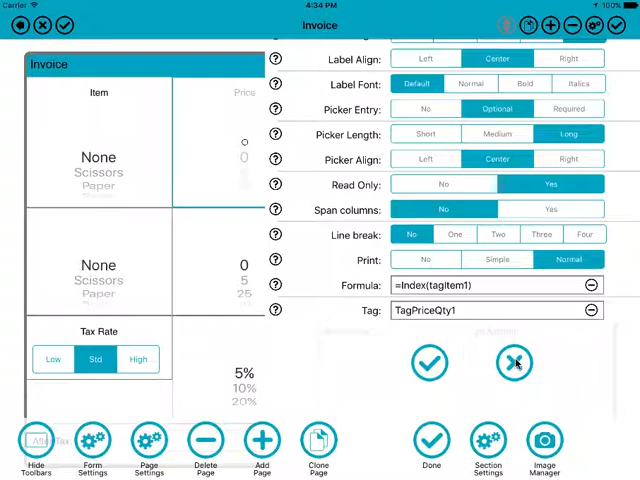 Carrier 4:34 PM 100%
Invoice
Invoice
Item Price
None 0
Scissors
Paper
None 0
Scissors 5
Paper 25
Tax Rate
Low Std High
5%
10%
20%
After Tax
Label Align: Left Center Right
Label Font: Default Normal Bold Italics
Picker Entry: No Optional Required
Picker Length: Short Medium Long
Picker Align: Left Center Right
Read Only: No Yes
Span columns: No Yes
Line break: No One Two Three Four
Print: No Simple Normal
Formula: =Index(tagItem1)
Tag: TagPriceQty1
Hide Toolbars
Form Settings
Page Settings
Delete Page
Add Page
Clone Page
Done
Section Settings
Image Manager